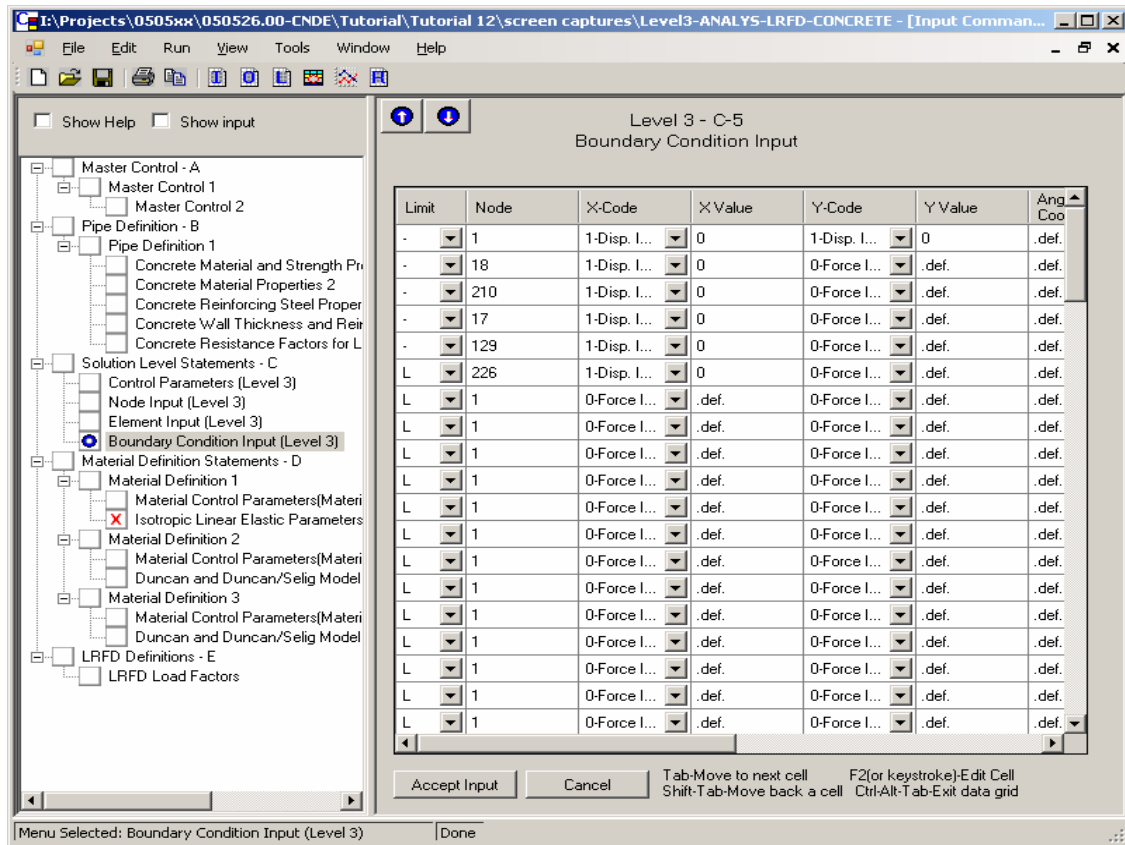 I:\Projects\0505xx\050526.00-CNDE\Tutorial\Tutorial 12\screen captures\Level3-ANALYS-LRFD-CONCRETE - [Input Comman...
File Edit Run View Tools Window Help
Show Help Show input
Master Control - A
Master Control 1
Master Control 2
Pipe Definition - B
Pipe Definition 1
Concrete Material and Strength Pr
Concrete Material Properties 2
Concrete Reinforcing Steel Proper
Concrete Wall Thickness and Rein
Concrete Resistance Factors for L
Solution Level Statements - C
Control Parameters (Level 3)
Node Input (Level 3)
Element Input (Level 3)
Boundary Condition Input (Level 3)
Material Definition Statements - D
Material Definition 1
Material Control Parameters(Materi
X Isotropic Linear Elastic Parameters
Material Definition 2
Material Control Parameters(Materi
Duncan and Duncan/Selig Model
Material Definition 3
Material Control Parameters(Materi
Duncan and Duncan/Selig Model
LRFD Definitions - E
LRFD Load Factors
Level 3 - C-5
Boundary Condition Input
Limit Node X-Code X Value Y-Code Y Value Ang
Coo
- 1 1-Disp. I... 0 1-Disp. I... 0 .def.
- 18 1-Disp. I... 0 0-Force I... .def. .def.
- 210 1-Disp. I... 0 0-Force I... .def. .def.
- 17 1-Disp. I... 0 0-Force I... .def. .def.
- 129 1-Disp. I... 0 0-Force I... .def. .def.
L 226 1-Disp. I... 0 0-Force I... .def. .def.
L 1 0-Force I... .def. 0-Force I... .def. .def.
L 1 0-Force I... .def. 0-Force I... .def. .def.
L 1 0-Force I... .def. 0-Force I... .def. .def.
L 1 0-Force I... .def. 0-Force I... .def. .def.
L 1 0-Force I... .def. 0-Force I... .def. .def.
L 1 0-Force I... .def. 0-Force I... .def. .def.
L 1 0-Force I... .def. 0-Force I... .def. .def.
L 1 0-Force I... .def. 0-Force I... .def. .def.
L 1 0-Force I... .def. 0-Force I... .def. .def.
L 1 0-Force I... .def. 0-Force I... .def. .def.
L 1 0-Force I... .def. 0-Force I... .def. .def.
L 1 0-Force I... .def. 0-Force I... .def. .def.
L 1 0-Force I... .def. 0-Force I... .def. .def.
Accept Input Cancel
Tab-Move to next cell F2(or keystroke)-Edit Cell
Shift-Tab-Move back a cell Ctrl-Alt-Tab-Exit data grid
Menu Selected: Boundary Condition Input (Level 3) Done